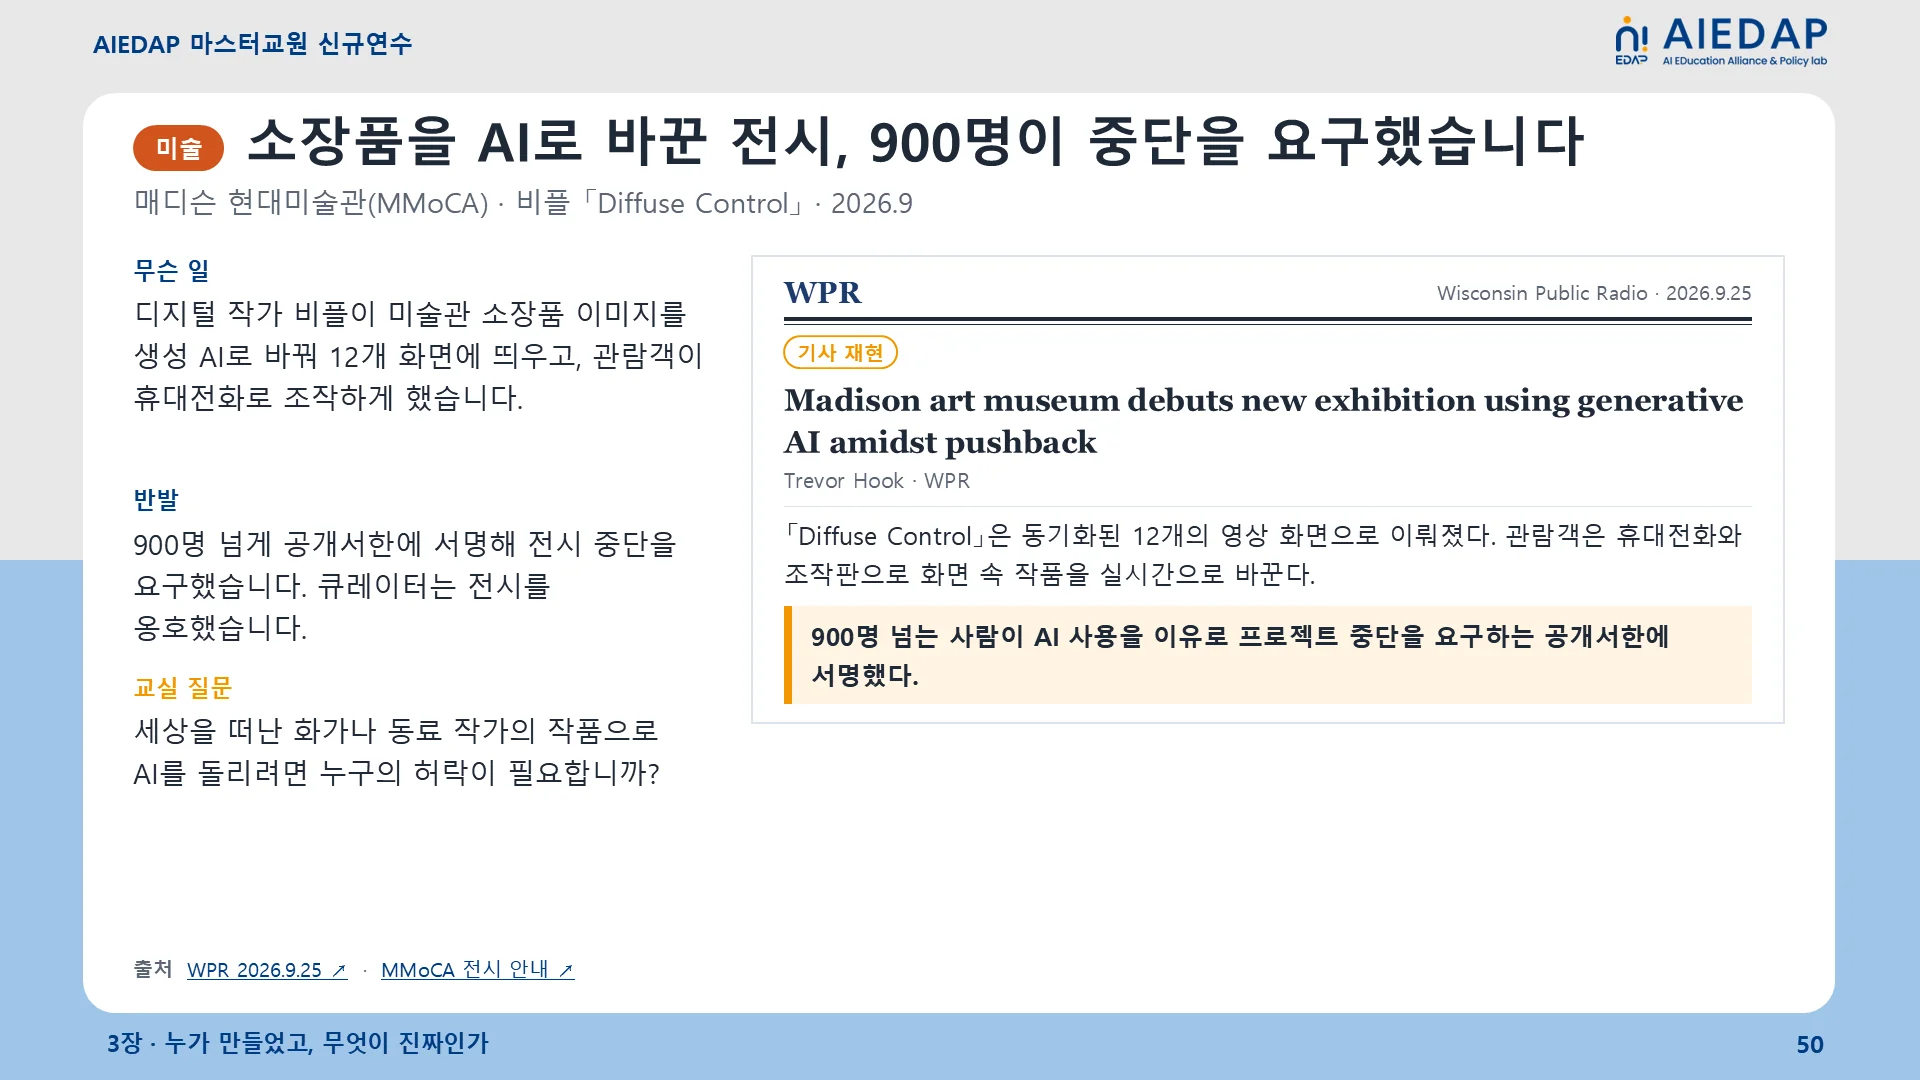 AIEDAP 마스터교원 신규연수
EDAP
AIEDAP
AI EDucation Alliance & Policy lab
미술
소장품을 AI로 바꾼 전시, 900명이 중단을 요구했습니다
매디슨 현대미술관(MMoCA) · 비플 「Diffuse Control」 · 2026.9
무슨 일
디지털 작가 비플이 미술관 소장품 이미지를
생성 AI로 바꿔 12개 화면에 띄우고, 관람객이
휴대전화로 조작하게 했습니다.
반발
900명 넘게 공개서한에 서명해 전시 중단을
요구했습니다. 큐레이터는 전시를
옹호했습니다.
교실 질문
세상을 떠난 화가나 동료 작가의 작품으로
AI를 돌리려면 누구의 허락이 필요합니까?
WPR
Wisconsin Public Radio · 2026.9.25
기사 재현
Madison art museum debuts new exhibition using generative
AI amidst pushback
Trevor Hook · WPR
「Diffuse Control」은 동기화된 12개의 영상 화면으로 이뤄졌다. 관람객은 휴대전화와
조작판으로 화면 속 작품을 실시간으로 바꾼다.
900명 넘는 사람이 AI 사용을 이유로 프로젝트 중단을 요구하는 공개서한에
서명했다.
출처 WPR 2026.9.25 ↗ · MMoCA 전시 안내 ↗
3장 · 누가 만들었고, 무엇이 진짜인가
50